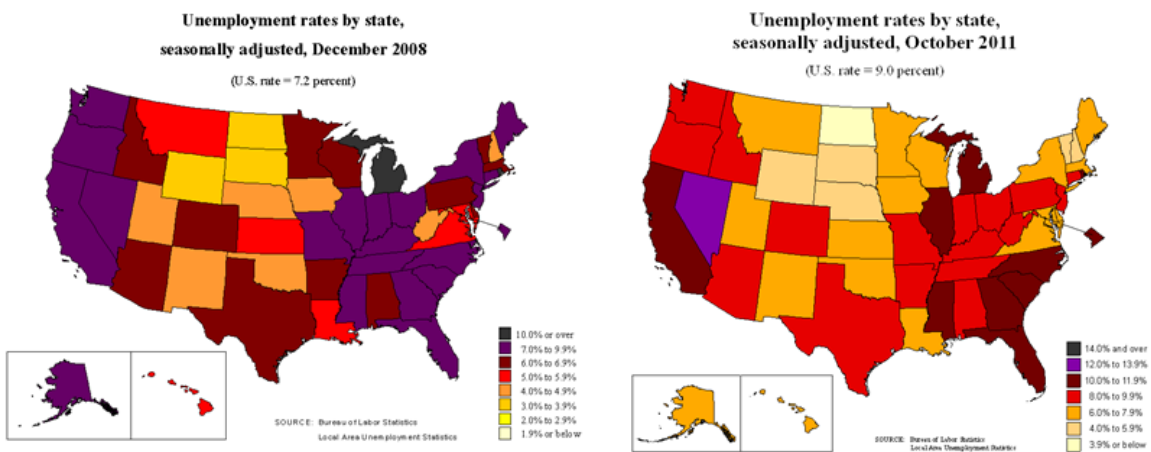 Unemployment rates by state,
seasonally adjusted, December 2008
(U.S. rate = 7.2 percent)
10.0% or over
7.0% to 9.9%
6.0% to 6.9%
5.0% to 5.9%
4.0% to 4.9%
3.0% to 3.9%
2.0% to 2.9%
1.9% or below
SOURCE: Bureau of Labor Statistics
Local Area Unemployment Statistics
Unemployment rates by state,
seasonally adjusted, October 2011
(U.S. rate = 9.0 percent)
14.0% and over
12.0% to 13.9%
10.0% to 11.9%
8.0% to 9.9%
6.0% to 7.9%
4.0% to 5.9%
3.9% or below
SOURCE: Bureau of Labor Statistics
Local Area Unemployment Statistics